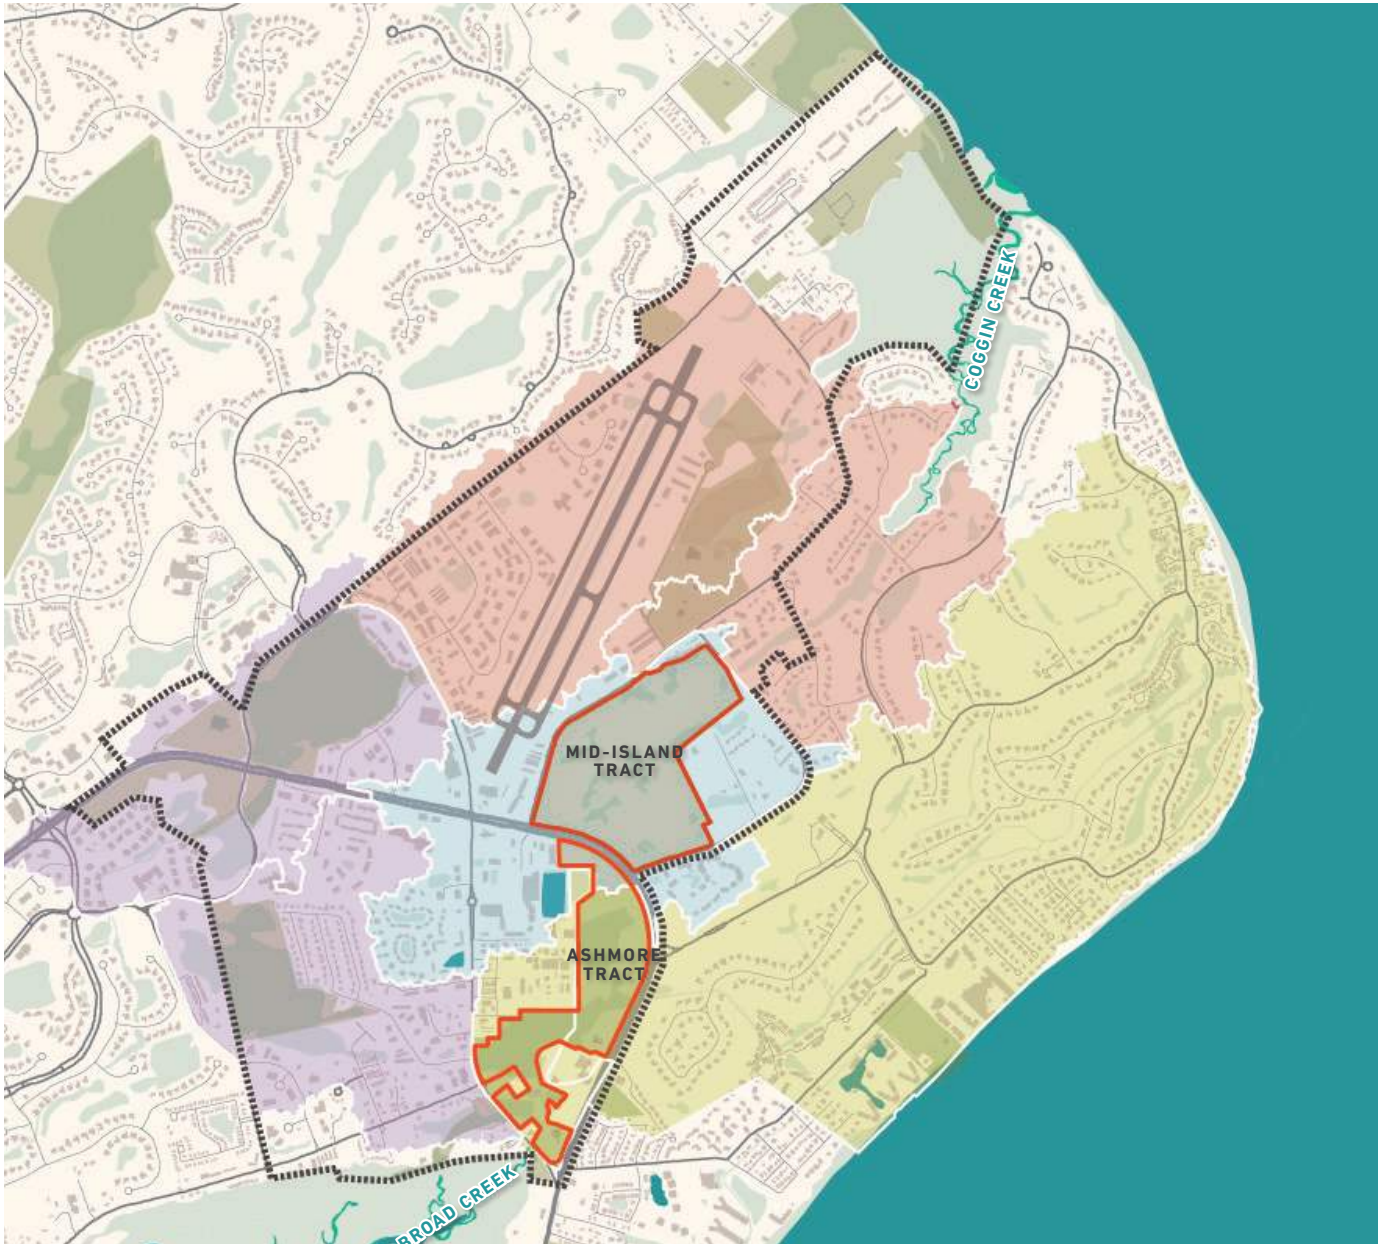 COGGIN CREEK
MID-ISLAND
TRACT
ASHMORE
TRACT
BROAD CREEK